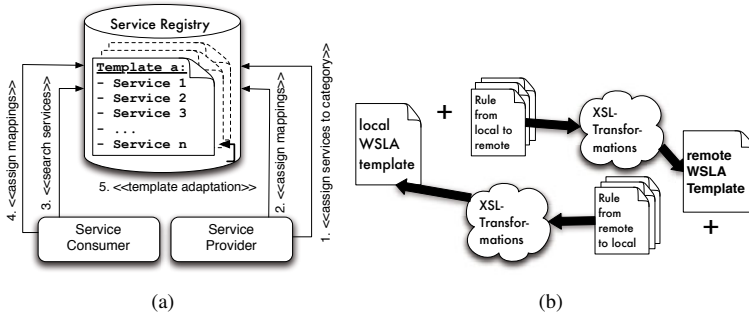 Service Registry
Template a:
- Service 1
- Service 2
- Service 3
- ...
- Service n
4. <<assign mappings>>
3. <<search services>>
2. <<assign mappings>>
1. <<assign services to category>>
5. <<template adaptation>>
Service
Consumer
Service
Provider
(a)
local
WSLA
template
+
Rule
from
local to
remote
XSL-
Transfor-
mations
remote
WSLA
Template
+
Rule
from
remote
to local
XSL-
Transfor-
mations
(b)